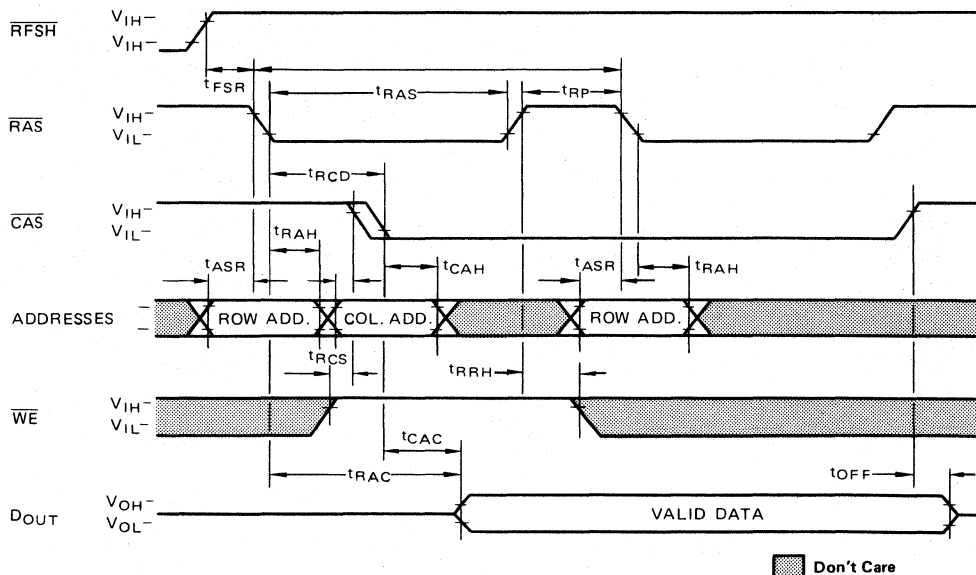 RFSH
VIH-
VIH-
tFSR
tRAS
tRP
RAS
VIH-
VIL-
tRCD
CAS
VIH-
VIL-
tRAH
tASR
tCAH
tASR
tRAH
ADDRESSES
ROW ADD.
COL. ADD.
ROW ADD.
tRCS
tRRH
WE
VIH-
VIL-
tCAC
tRAC
tOFF
DOUT
VOH-
VOL-
VALID DATA
Don't Care